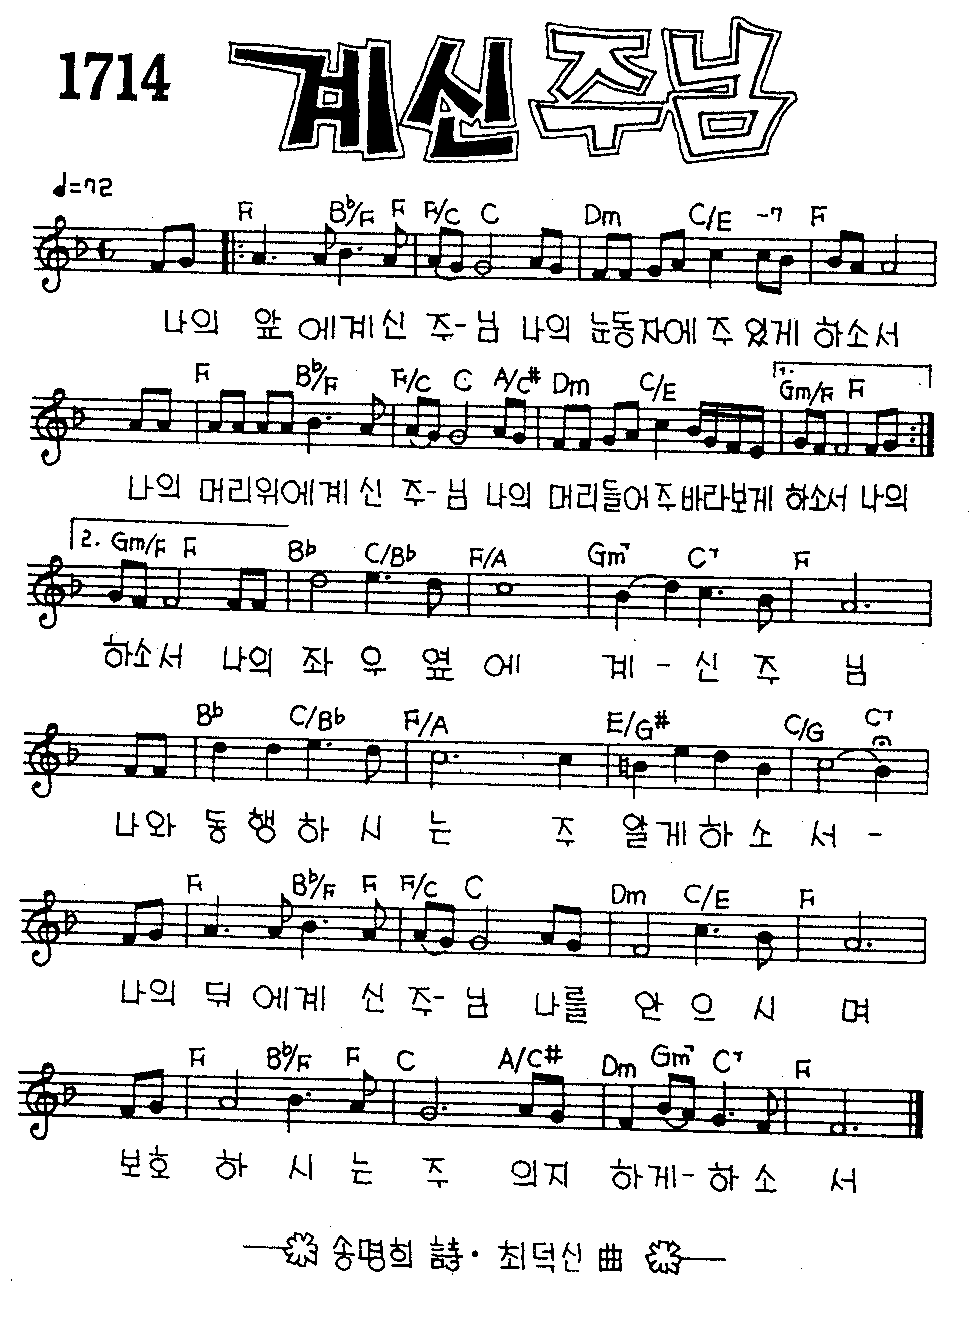 1714 계신주님
♩=72
F B♭/F F F/C C Dm C/E -7 F
나의 앞 에계신 주-님 나의 눈동자에 주 있게 하소서
F B♭/F F/C C A/C# Dm C/E 1. Gm/F F
나의 머리위에계 신 주-님 나의 머리들어주바라보게 하소서 나의
2. Gm/F F B♭ C/B♭ F/A Gm7 C7 F
하소서 나의 좌 우 옆 에 계 - 신 주 님
B♭ C/B♭ F/A E/G# C/G C7
나와 동 행 하 시 는 주 알게하 소 서 -
F B♭/F F F/C C Dm C/E F
나의 뒤 에계 신 주-님 나를 안 으 시 며
F B♭/F F C A/C# Dm Gm7 C7 F
보호 하 시 는 주 의지 하게-하 소 서
송명희 詩· 최덕신 曲